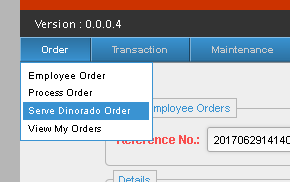 Version : 0.0.0.4
Order Transaction Maintenance
Employee Order
Process Order
Serve Dinorado Order
View My Orders
Employee Orders
Reference No.: 2017062914140
Details